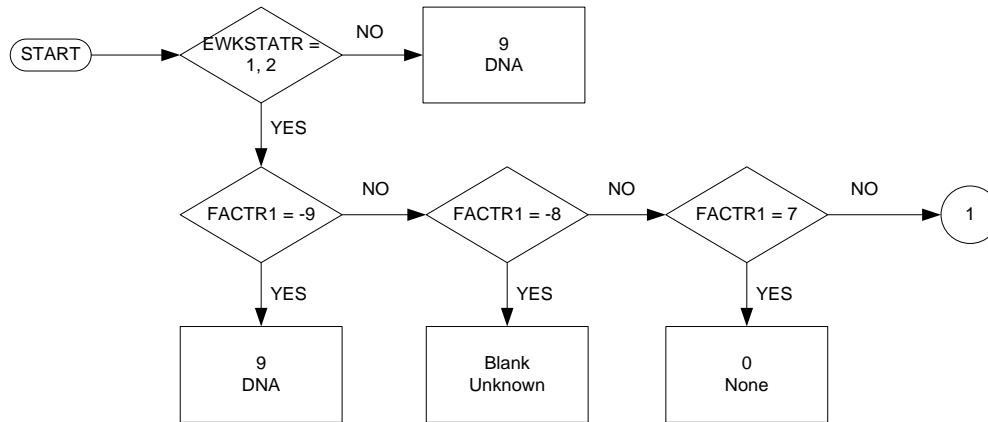 START
EWKSTATR =
1, 2
NO
9
DNA
YES
FACTR1 = -9
NO
FACTR1 = -8
NO
FACTR1 = 7
NO
1
YES
YES
YES
9
DNA
Blank
Unknown
0
None